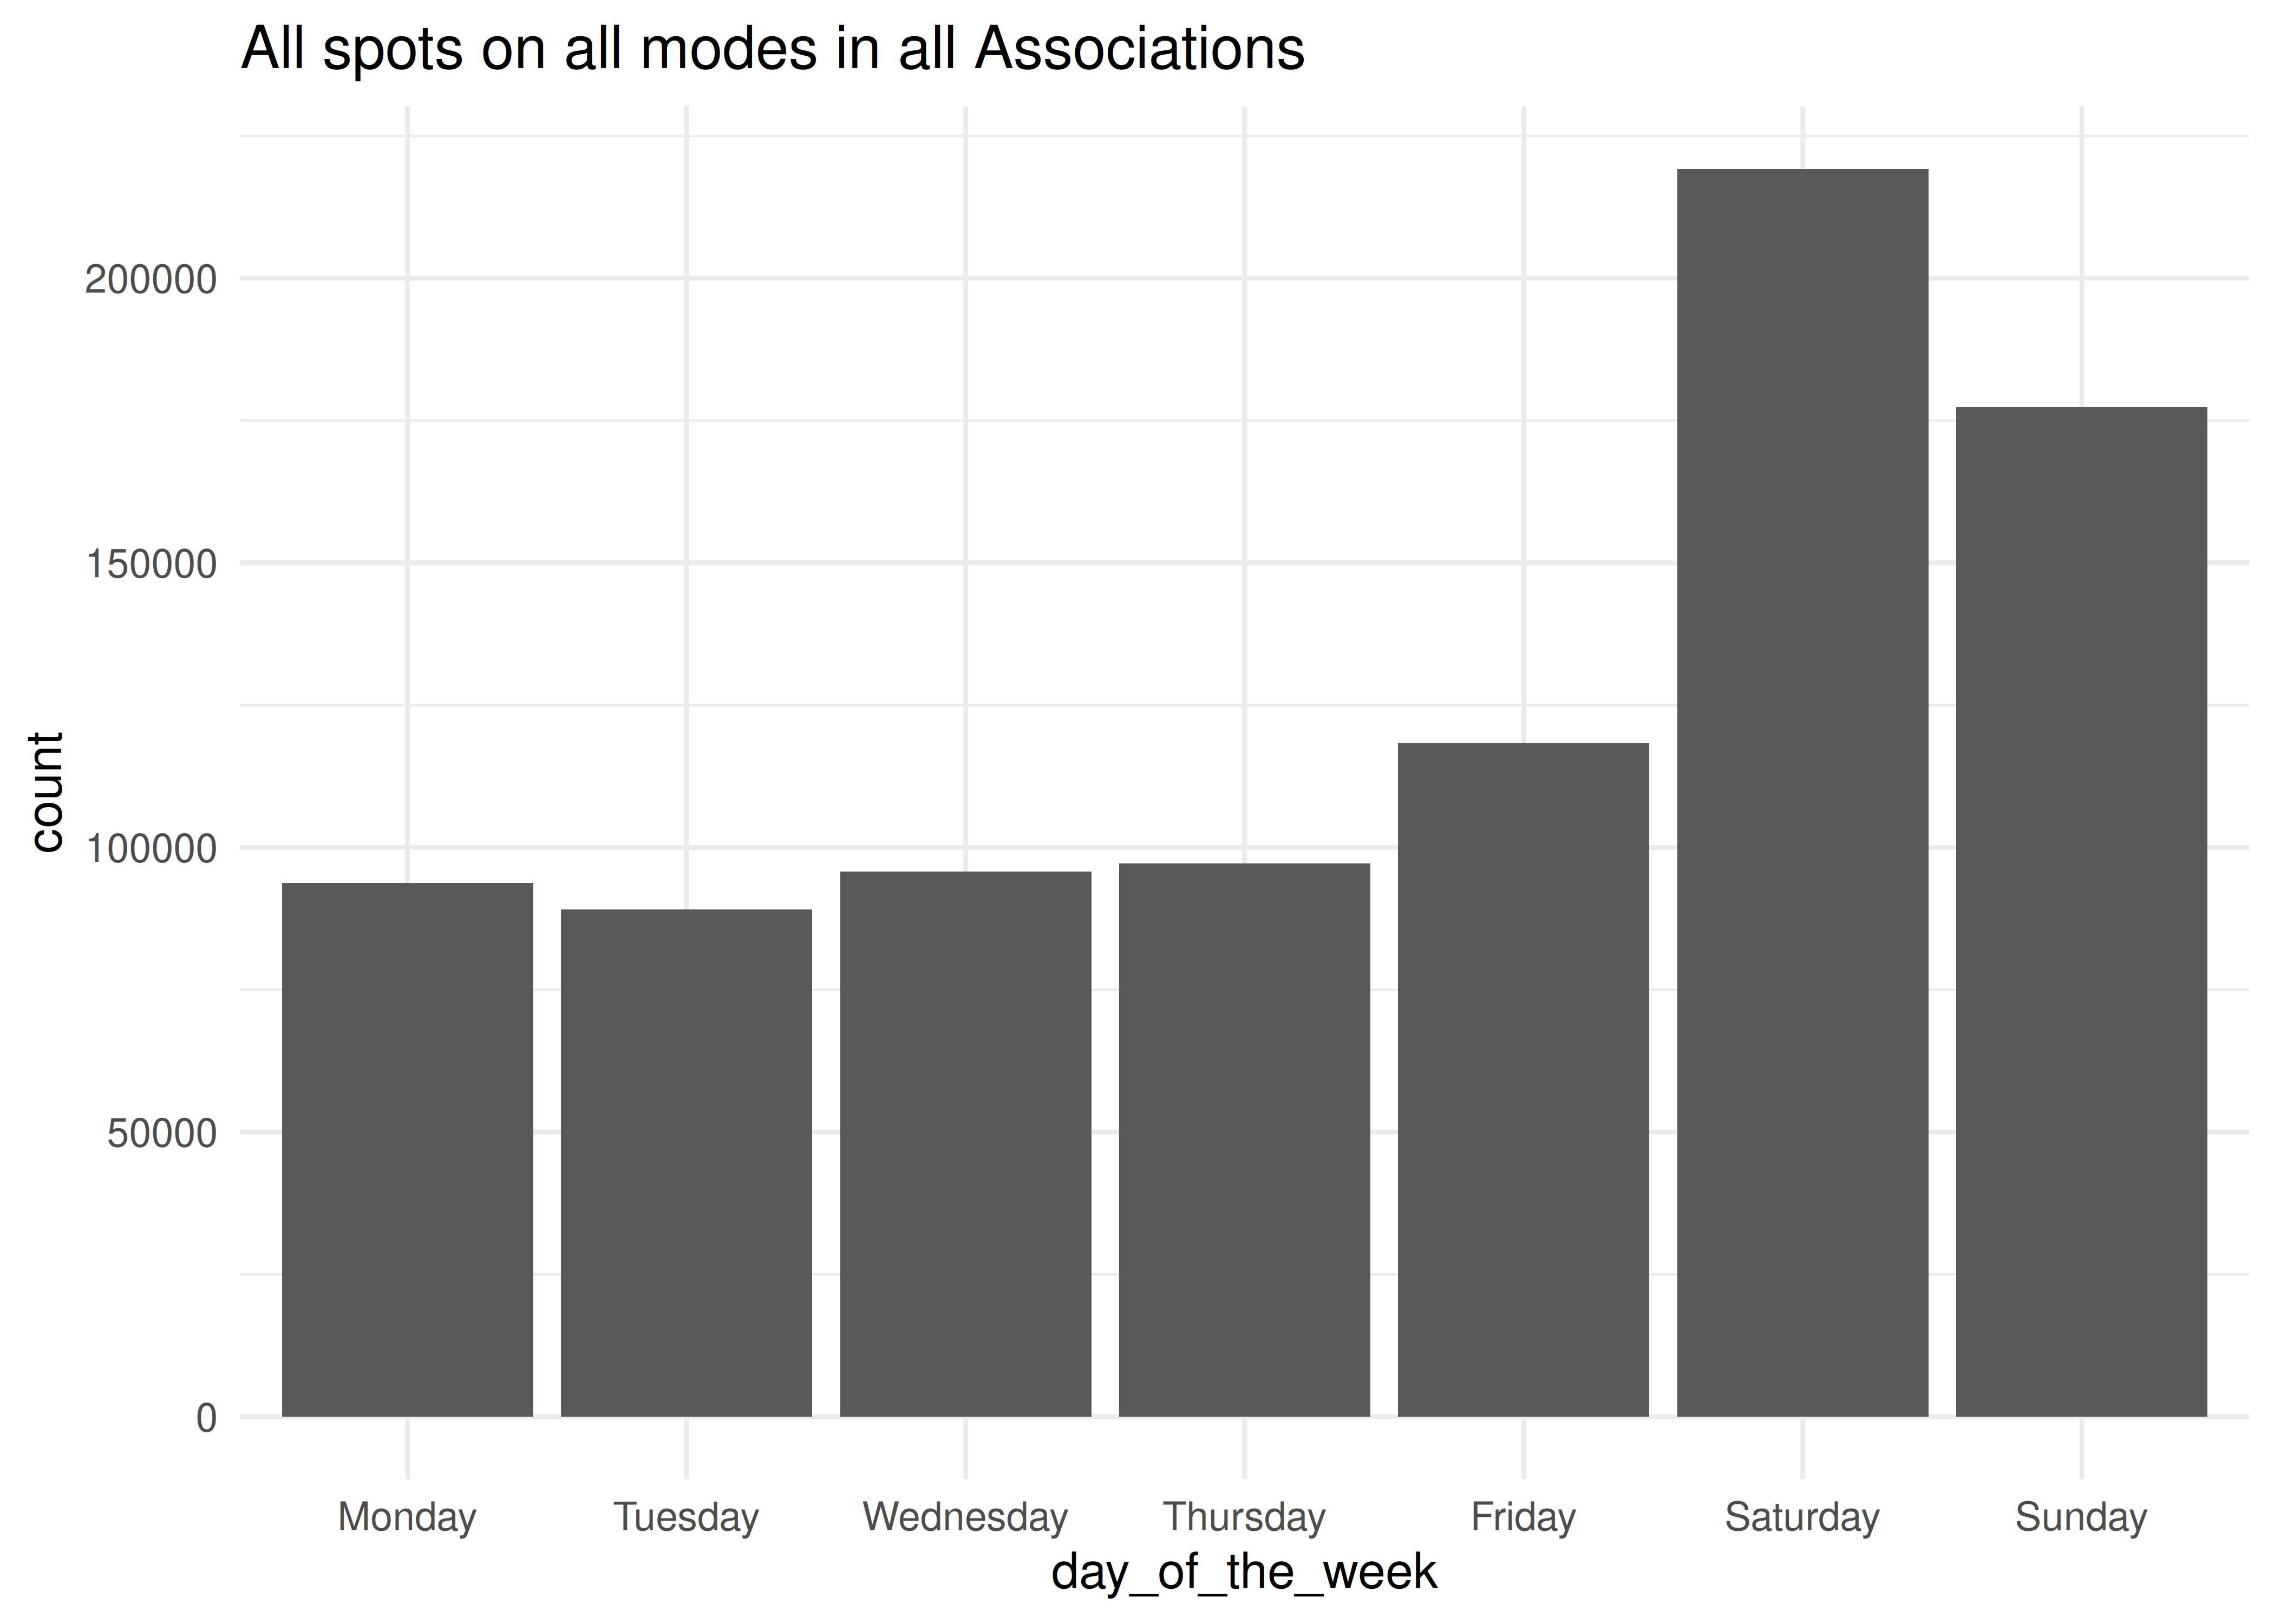 All spots on all modes in all Associations
count
200000
150000
100000
50000
0
Monday Tuesday Wednesday Thursday Friday Saturday Sunday
day_of_the_week